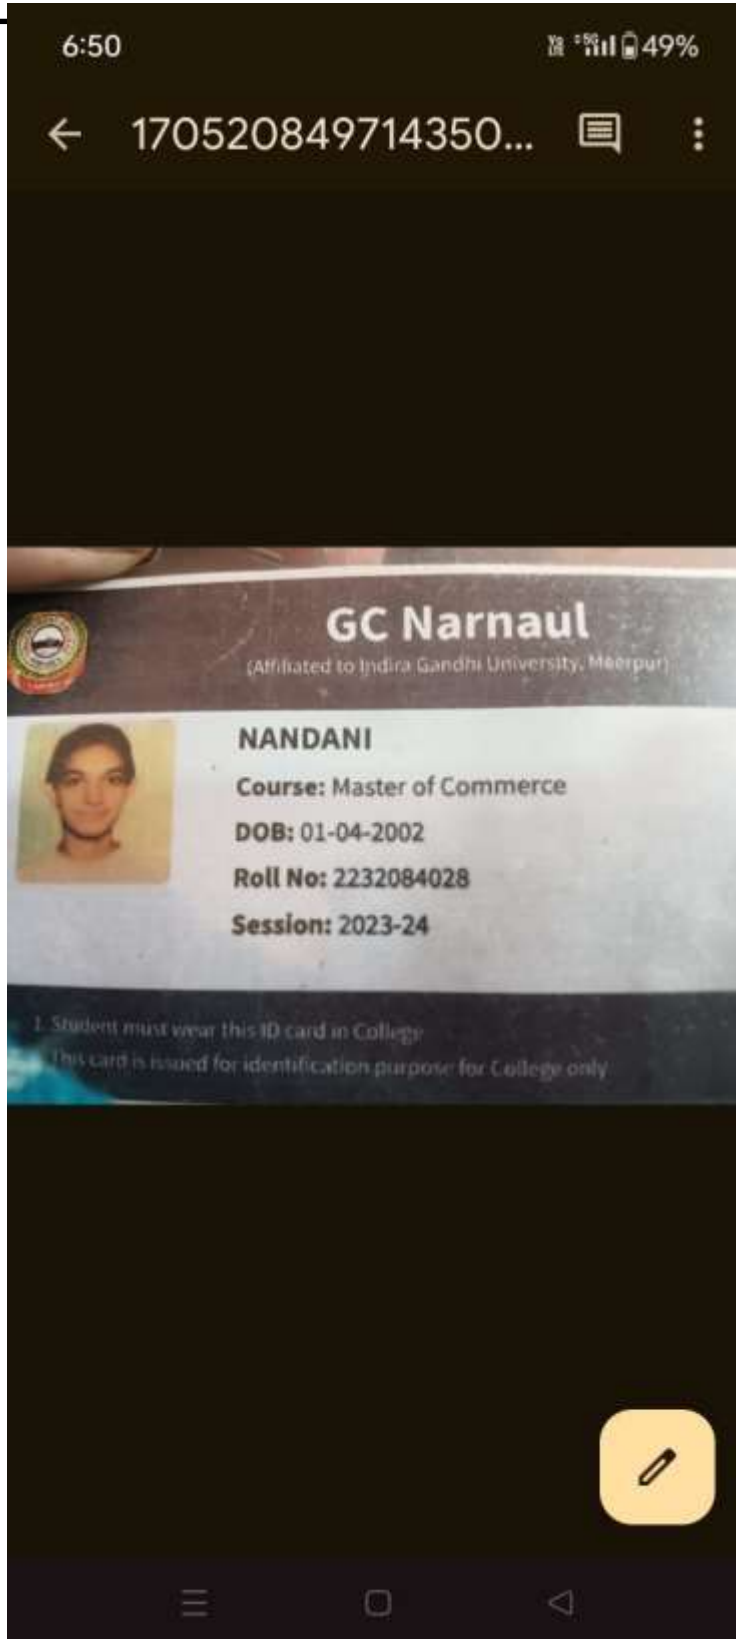 6:50
49%
170520849714350...
GC Narnaul
(Affiliated to Indira Gandhi University, Meerpur)
NANDANI
Course: Master of Commerce
DOB: 01-04-2002
Roll No: 2232084028
Session: 2023-24
1. Student must wear this ID card in College
This card is issued for identification purpose for College only